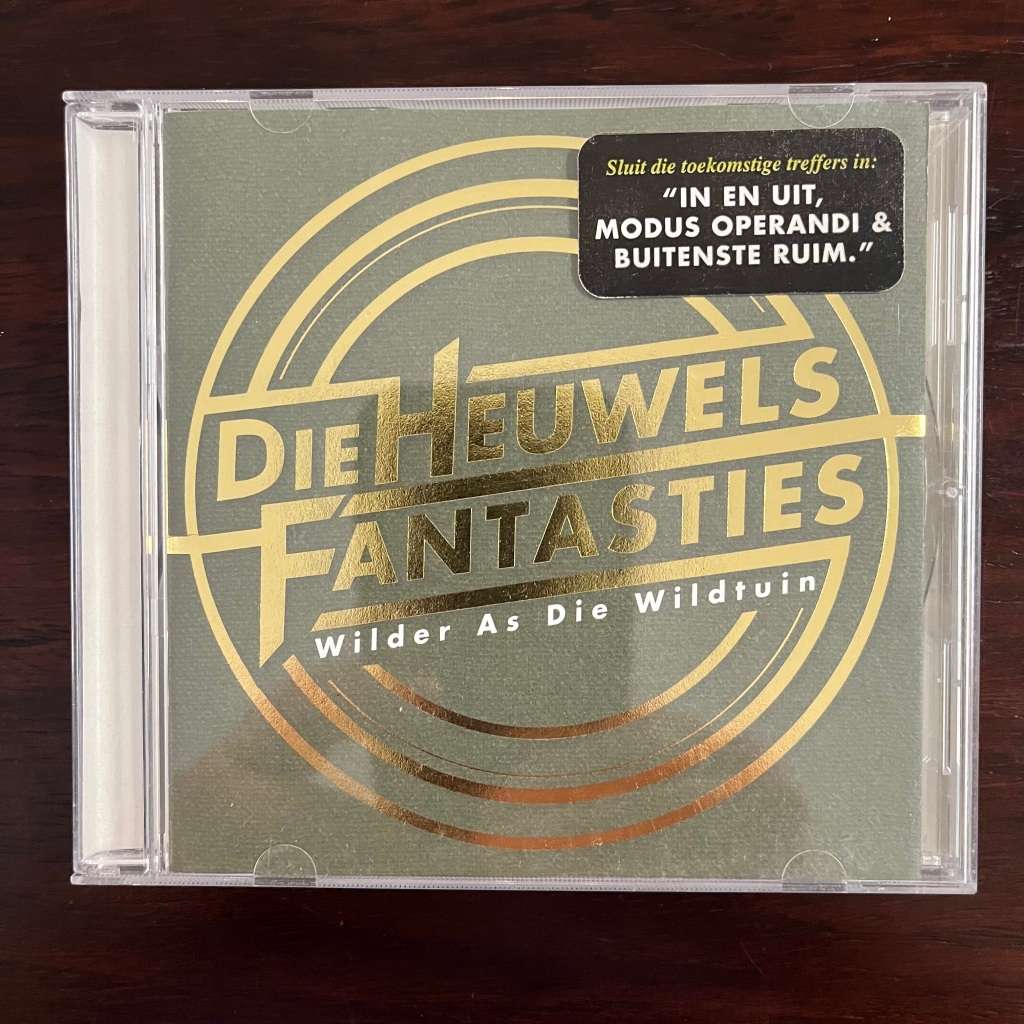 Sluit die toekomstige treffers in:
“IN EN UIT,
MODUS OPERANDI &
BUITENSTE RUIM.”
DIE HEUWELS
FANTASTIES
Wilder As Die Wildtuin